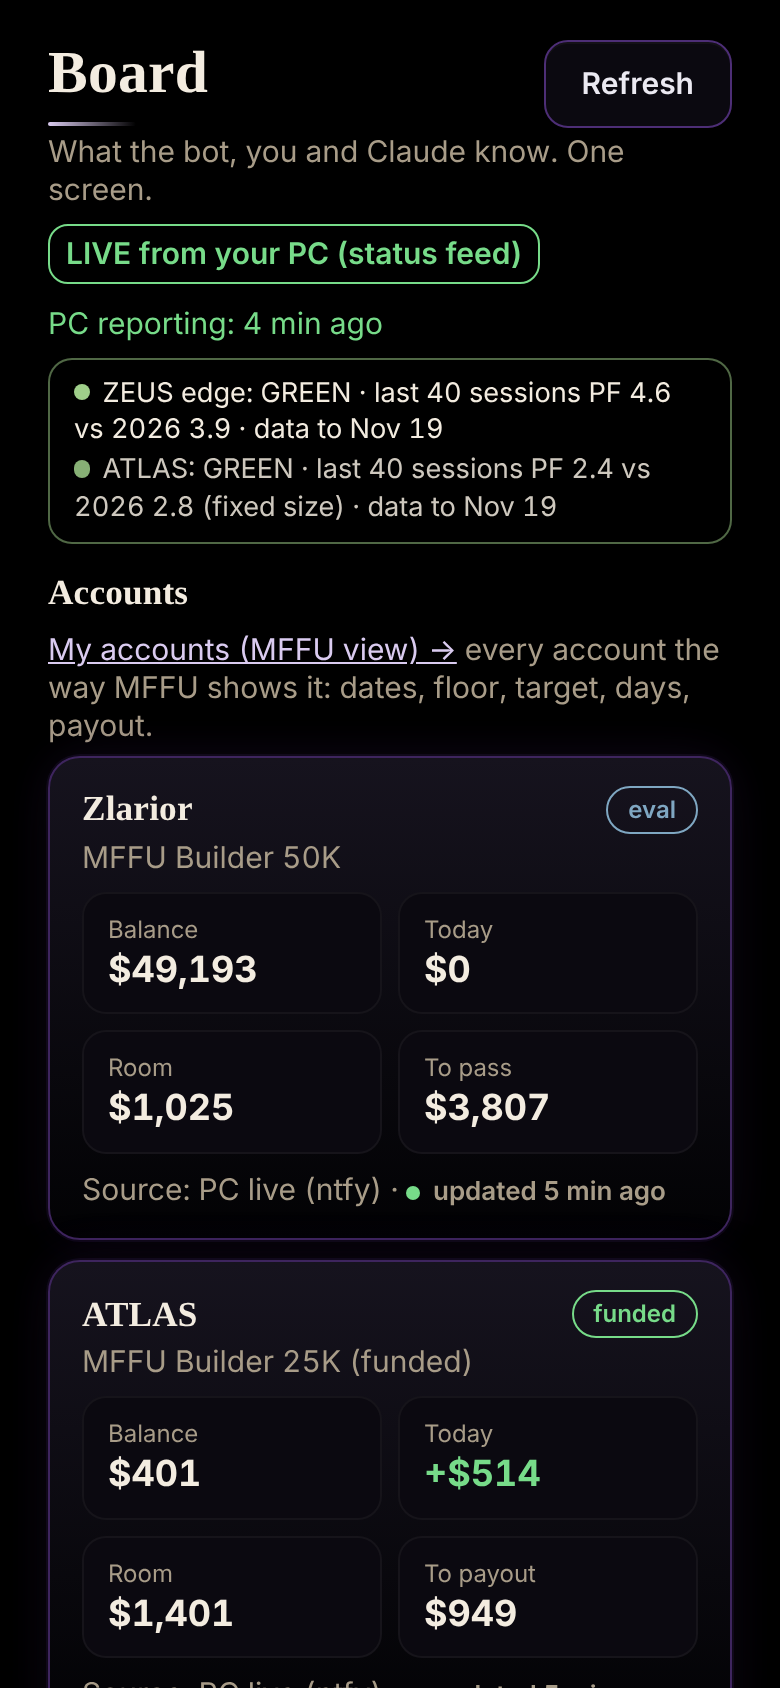 Board
Refresh
What the bot, you and Claude know. One
screen.
LIVE from your PC (status feed)
PC reporting: 4 min ago
ZEUS edge: GREEN · last 40 sessions PF 4.6
vs 2026 3.9 · data to Nov 19
ATLAS: GREEN · last 40 sessions PF 2.4 vs
2026 2.8 (fixed size) · data to Nov 19
Accounts
My accounts (MFFU view) → every account the
way MFFU shows it: dates, floor, target, days,
payout.
Zlarior
eval
MFFU Builder 50K
Balance
$49,193
Today
$0
Room
$1,025
To pass
$3,807
Source: PC live (ntfy) · updated 5 min ago
ATLAS
funded
MFFU Builder 25K (funded)
Balance
$401
Today
+$514
Room
$1,401
To payout
$949